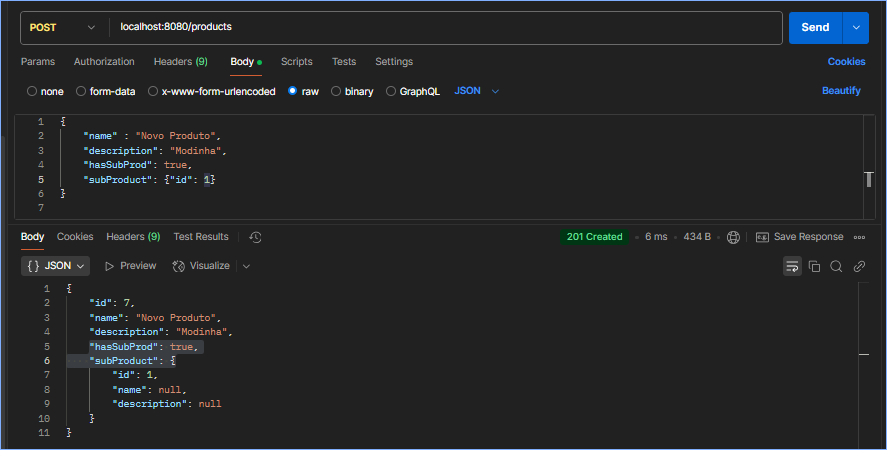 POST localhost:8080/products Send
Params Authorization Headers (9) Body Scripts Tests Settings Cookies
none form-data x-www-form-urlencoded raw binary GraphQL JSON Beautify
1 {
2 "name" : "Novo Produto",
3 "description": "Modinha",
4 "hasSubProd": true,
5 "subProduct": {"id": 1}
6 }
7
Body Cookies Headers (9) Test Results 201 Created 6 ms 434 B e.g. Save Response
{} JSON Preview Visualize
1 {
2 "id": 7,
3 "name": "Novo Produto",
4 "description": "Modinha",
5 "hasSubProd": true,
6 "subProduct": {
7 "id": 1,
8 "name": null,
9 "description": null
10 }
11 }